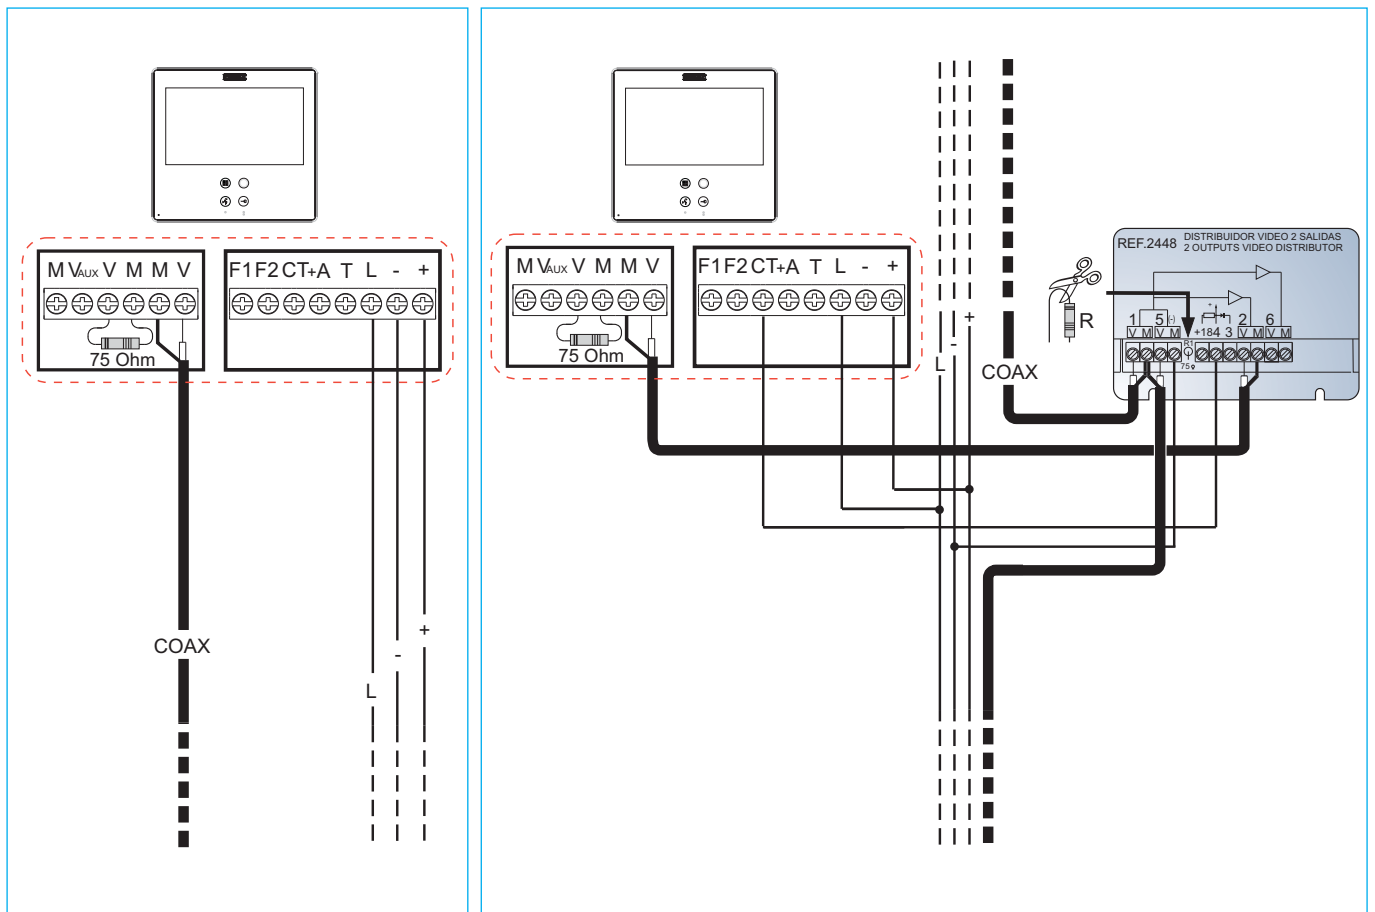 M VAUX V M M V
F1 F2 CT +A T L - +
75 Ohm
COAX
+
-
L
M VAUX V M M V
F1 F2 CT +A T L - +
75 Ohm
L
-
+
COAX
R
REF.2448
DISTRIBUIDOR VIDEO 2 SALIDAS
2 OUTPUTS VIDEO DISTRIBUTOR
+
1 5 (-) 2 6
V M V M +18 4 3 V M V M
R1
75